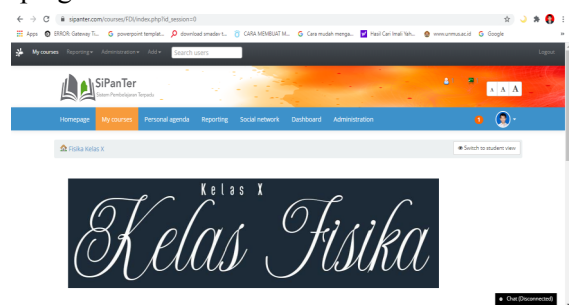 sipanter.com/courses/FDI/index.php?id_session=0
Apps ERROR: Gateway Ti... powerpoint templat... download smadav t... CARA MEMBUAT M... Cara mudah menga... Hasil Cari Imali Yah... www.unmuas.ac.id Google
My courses Reporting Administration Add Search users Logout
SiPanTer
Sistem Pembelajaran Terpadu
A A A
Homepage My courses Personal agenda Reporting Social network Dashboard Administration 1
Fisika Kelas X Switch to student view
Kelas X
Kelas Fisika
Chat (Disconnected)